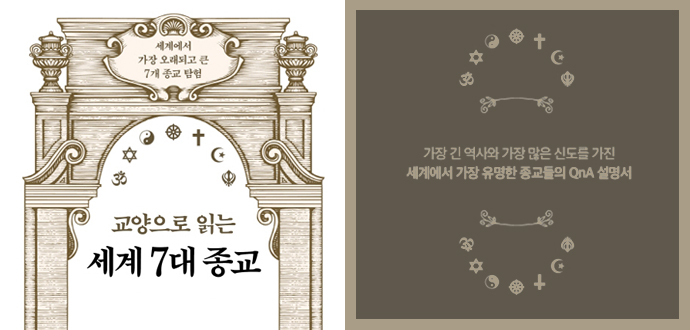 세계에서
가장 오래되고 큰
7개 종교 탐험
교양으로 읽는
세계 7대 종교
가장 긴 역사와 가장 많은 신도를 가진
세계에서 가장 유명한 종교들의 QnA 설명서